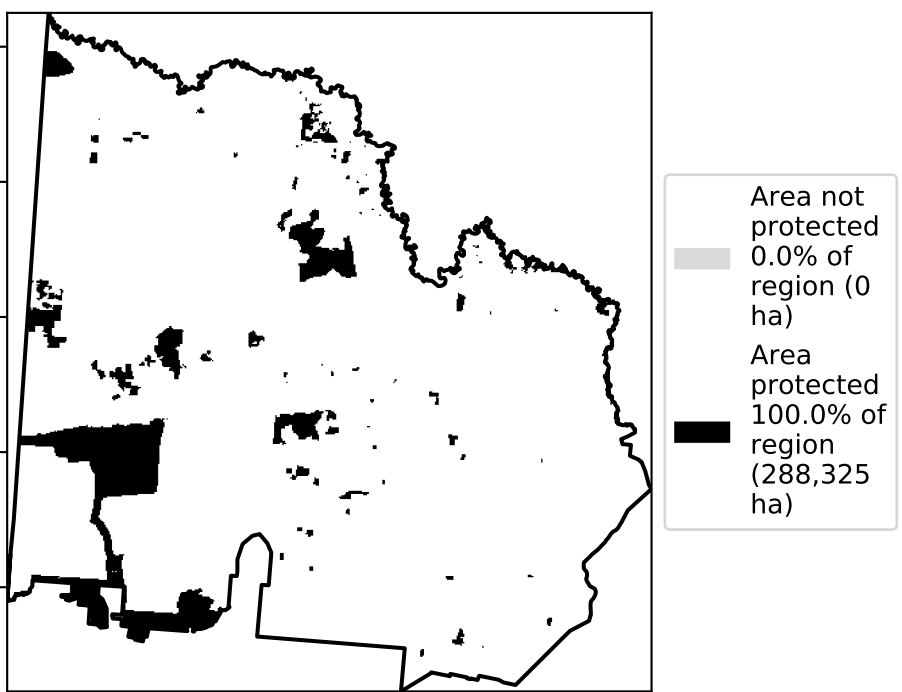 Area not
protected
0.0% of
region (0
ha)
Area
protected
100.0% of
region
(288,325
ha)